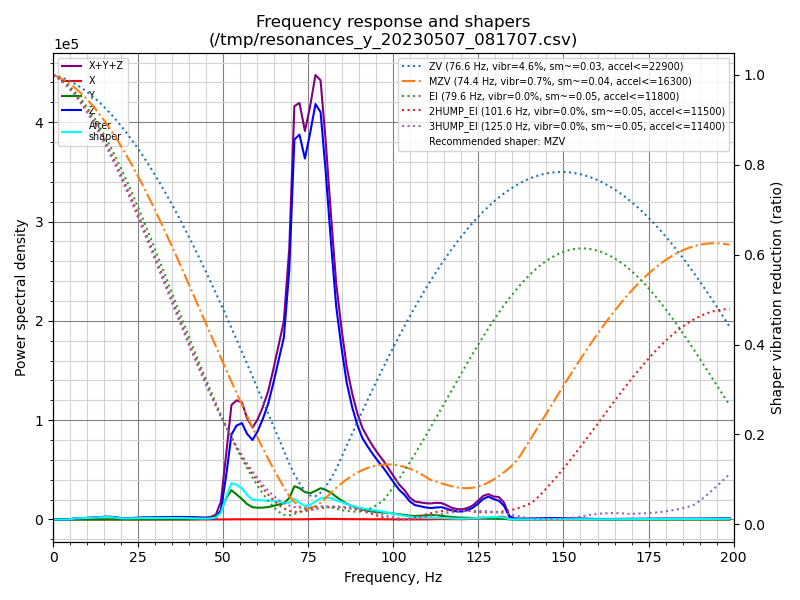 Frequency response and shapers
(/tmp/resonances_y_20230507_081707.csv)
1e5
X+Y+Z
X
Y
Z
After
shaper
ZV (76.6 Hz, vibr=4.6%, sm~=0.03, accel<=22900)
MZV (74.4 Hz, vibr=0.7%, sm~=0.04, accel<=16300)
EI (79.6 Hz, vibr=0.0%, sm~=0.05, accel<=11800)
2HUMP_EI (101.6 Hz, vibr=0.0%, sm~=0.05, accel<=11500)
3HUMP_EI (125.0 Hz, vibr=0.0%, sm~=0.05, accel<=11400)
Recommended shaper: MZV
Power spectral density
4
3
2
1
0
1.0
0.8
0.6
0.4
0.2
0.0
Shaper vibration reduction (ratio)
0 25 50 75 100 125 150 175 200
Frequency, Hz